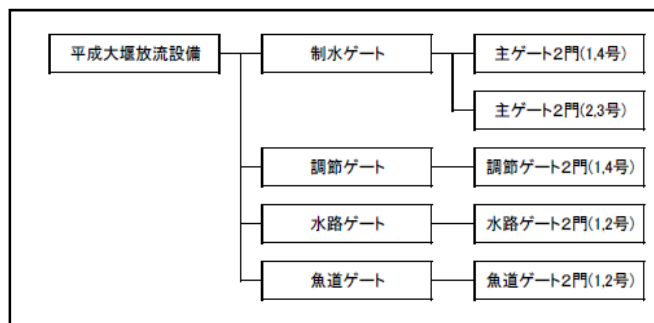 平成大堰放流設備
制水ゲート
主ゲート2門(1,4号)
主ゲート2門(2,3号)
調節ゲート
調節ゲート2門(1,4号)
水路ゲート
水路ゲート2門(1,2号)
魚道ゲート
魚道ゲート2門(1,2号)